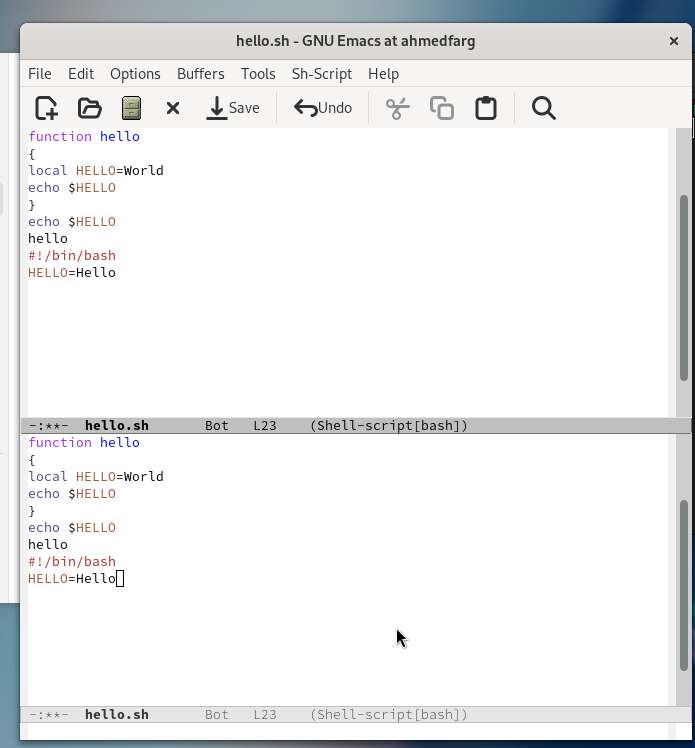 hello.sh - GNU Emacs at ahmedfarg ×
File Edit Options Buffers Tools Sh-Script Help
Save Undo
function hello
{
local HELLO=World
echo $HELLO
}
echo $HELLO
hello
#!/bin/bash
HELLO=Hello
-:**- hello.sh Bot L23 (Shell-script[bash])
function hello
{
local HELLO=World
echo $HELLO
}
echo $HELLO
hello
#!/bin/bash
HELLO=Hello
-:**- hello.sh Bot L23 (Shell-script[bash])